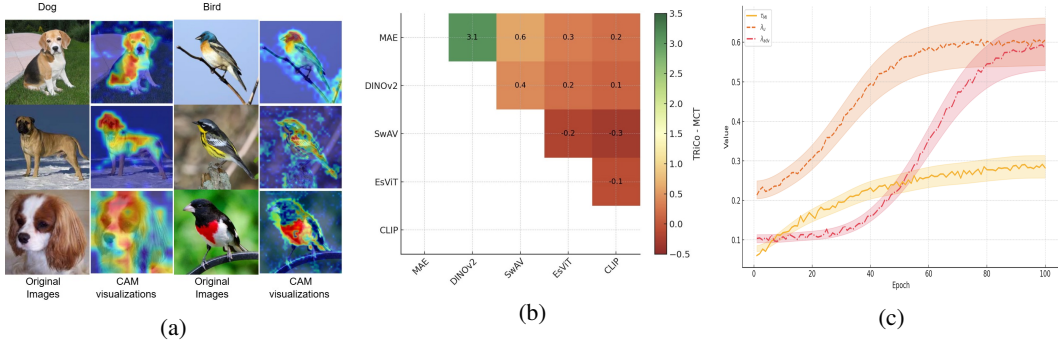 Dog Bird
Original
Images
CAM
visualizations
Original
Images
CAM
visualizations
(a)
MAE
DINOv2
SwAV
EsViT
CLIP
3.1 0.6 0.3 0.2
0.4 0.2 0.1
-0.2 -0.3
-0.1
MAE
DINOv2
SwAV
EsViT
CLIP
3.5
3.0
2.5
2.0
1.5
1.0
0.5
0.0
−0.5
TRiCo - MCT
(b)
Value
0.6
0.5
0.4
0.3
0.2
0.1
0 20 40 60 80 100
Epoch
λu
(c)